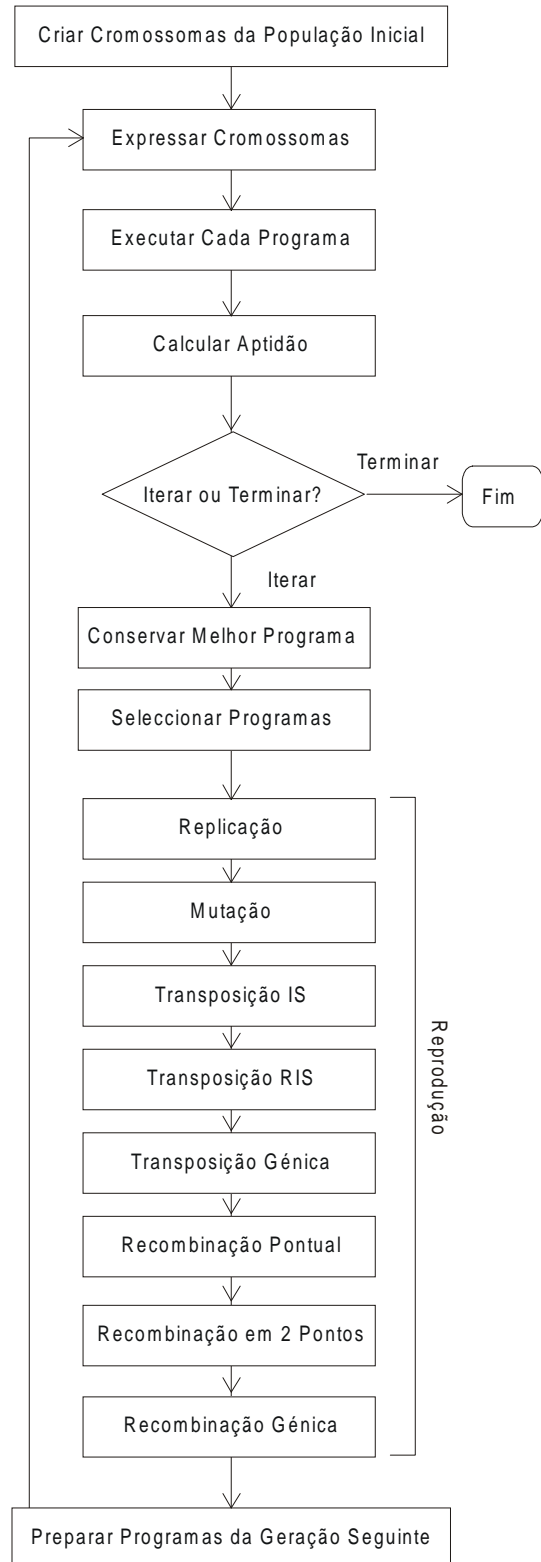 Criar Cromossomas da População Inicial
Expressar Cromossomas
Executar Cada Programa
Calcular Aptidão
Iterar ou Terminar?
Terminar
Fim
Iterar
Conservar Melhor Programa
Seleccionar Programas
Replicação
Mutação
Transposição IS
Transposição RIS
Transposição Génica
Recombinação Pontual
Recombinação em 2 Pontos
Recombinação Génica
Reprodução
Preparar Programas da Geração Seguinte